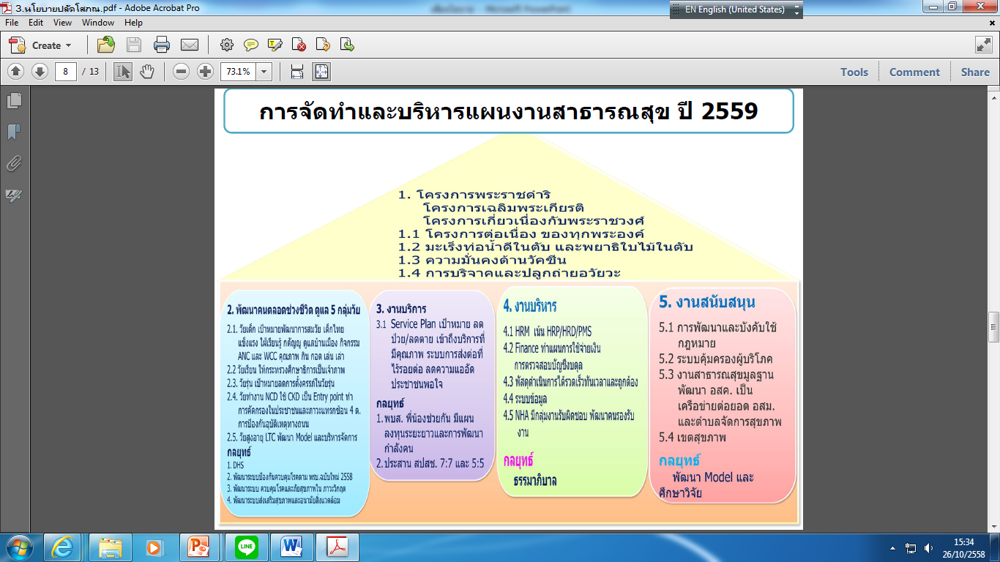 3.นโยบายปลัดโสภณ.pdf - Adobe Acrobat Pro
EN English (United States)
File Edit View Window Help
Create
8 / 13
73.1%
Tools Comment Share
การจัดทำและบริหารแผนงานสาธารณสุข ปี 2559
1. โครงการพระราชดำริ
โครงการเฉลิมพระเกียรติ
โครงการเกี่ยวเนื่องกับพระราชวงศ์
1.1 โครงการต่อเนื่อง ของทุกพระองค์
1.2 มะเร็งท่อน้ำดีในตับ และพยาธิใบไม้ในตับ
1.3 ความมั่นคงด้านวัคซีน
1.4 การบริจาคและปลูกถ่ายอวัยวะ
2. พัฒนาคนตลอดช่วงชีวิต ดูแล 5 กลุ่มวัย
2.1. วัยเด็ก เป้าหมายพัฒนาการสมวัย เด็กไทย
แข็งแรง ใฝ่เรียนรู้ กตัญญู ดูแลบ้านเมือง กิจกรรม
ANC และ WCC คุณภาพ กิน กอด เล่น เล่า
2.2 วัยเรียน ให้กระทรวงศึกษาธิการเป็นเจ้าภาพ
2.3. วัยรุ่น เป้าหมายลดการตั้งครรภ์ในวัยรุ่น
2.4. วัยทำงาน NCD ใช้ CKD เป็น Entry point ทำ
การคัดกรองในประชาชนและภาวะแทรกซ้อน 4 ต.
การป้องกันอุบัติเหตุทางถนน
2.5. วัยสูงอายุ LTC พัฒนา Model และบริหารจัดการ
กลยุทธ์
1. DHS
2. พัฒนาระบบป้องกันควบคุมโรคตาม พรบ.ฉบับใหม่ 2558
3. พัฒนาระบบ ควบคุมโรคและภัยสุขภาพใน ภาวะวิกฤต
4. พัฒนาระบบส่งเสริมสุขภาพและอนามัยสิ่งแวดล้อม
3. งานบริการ
3.1 Service Plan เป้าหมาย ลด
ป่วย/ลดตาย เข้าถึงบริการที่
มีคุณภาพ ระบบการส่งต่อที่
ไร้รอยต่อ ลดความแออัด
ประชาชนพอใจ
กลยุทธ์
1. พบส. พี่น้องช่วยกัน มีแผน
ลงทุนระยะยาวและการพัฒนา
กำลังคน
2. ประสาน สปสช. 7:7 และ 5:5
4. งานบริหาร
4.1 HRM เน้น HRP/HRD/PMS
4.2 Finance ทำแผนการใช้จ่ายเงิน
การตรวจสอบบัญชีงบดุล
4.3 พัสดุดำเนินการได้รวดเร็วทันเวลาและถูกต้อง
4.4 ระบบข้อมูล
4.5 NHA มีกลุ่มงานรับผิดชอบ พัฒนาคนรองรับ
งาน
กลยุทธ์
ธรรมาภิบาล
5. งานสนับสนุน
5.1 การพัฒนาและบังคับใช้
กฎหมาย
5.2 ระบบคุ้มครองผู้บริโภค
5.3 งานสาธารณสุขมูลฐาน
พัฒนา อสค. เป็น
เครือข่ายต่อยอด อสม.
และตำบลจัดการสุขภาพ
5.4 เขตสุขภาพ
กลยุทธ์
พัฒนา Model และ
ศึกษาวิจัย
LINE
15:34
26/10/2558